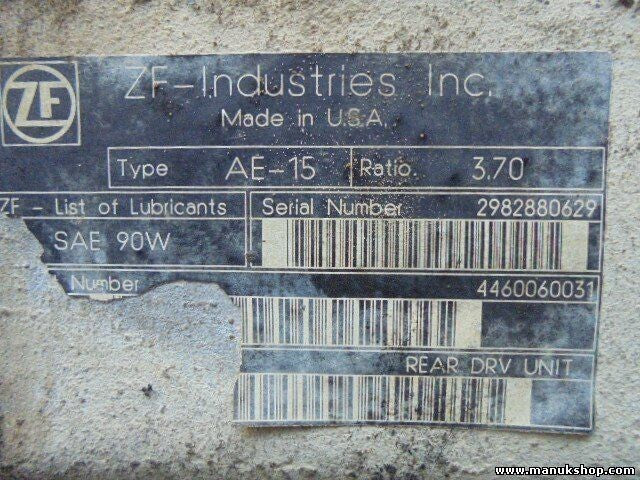 ZF
ZF-Industries Inc.
Made in U.S.A.
Type AE-15 Ratio. 3.70
ZF - List of Lubricants Serial Number 2982880629
SAE 90W
Number 4460060031
REAR DRV UNIT
www.manukshop.com